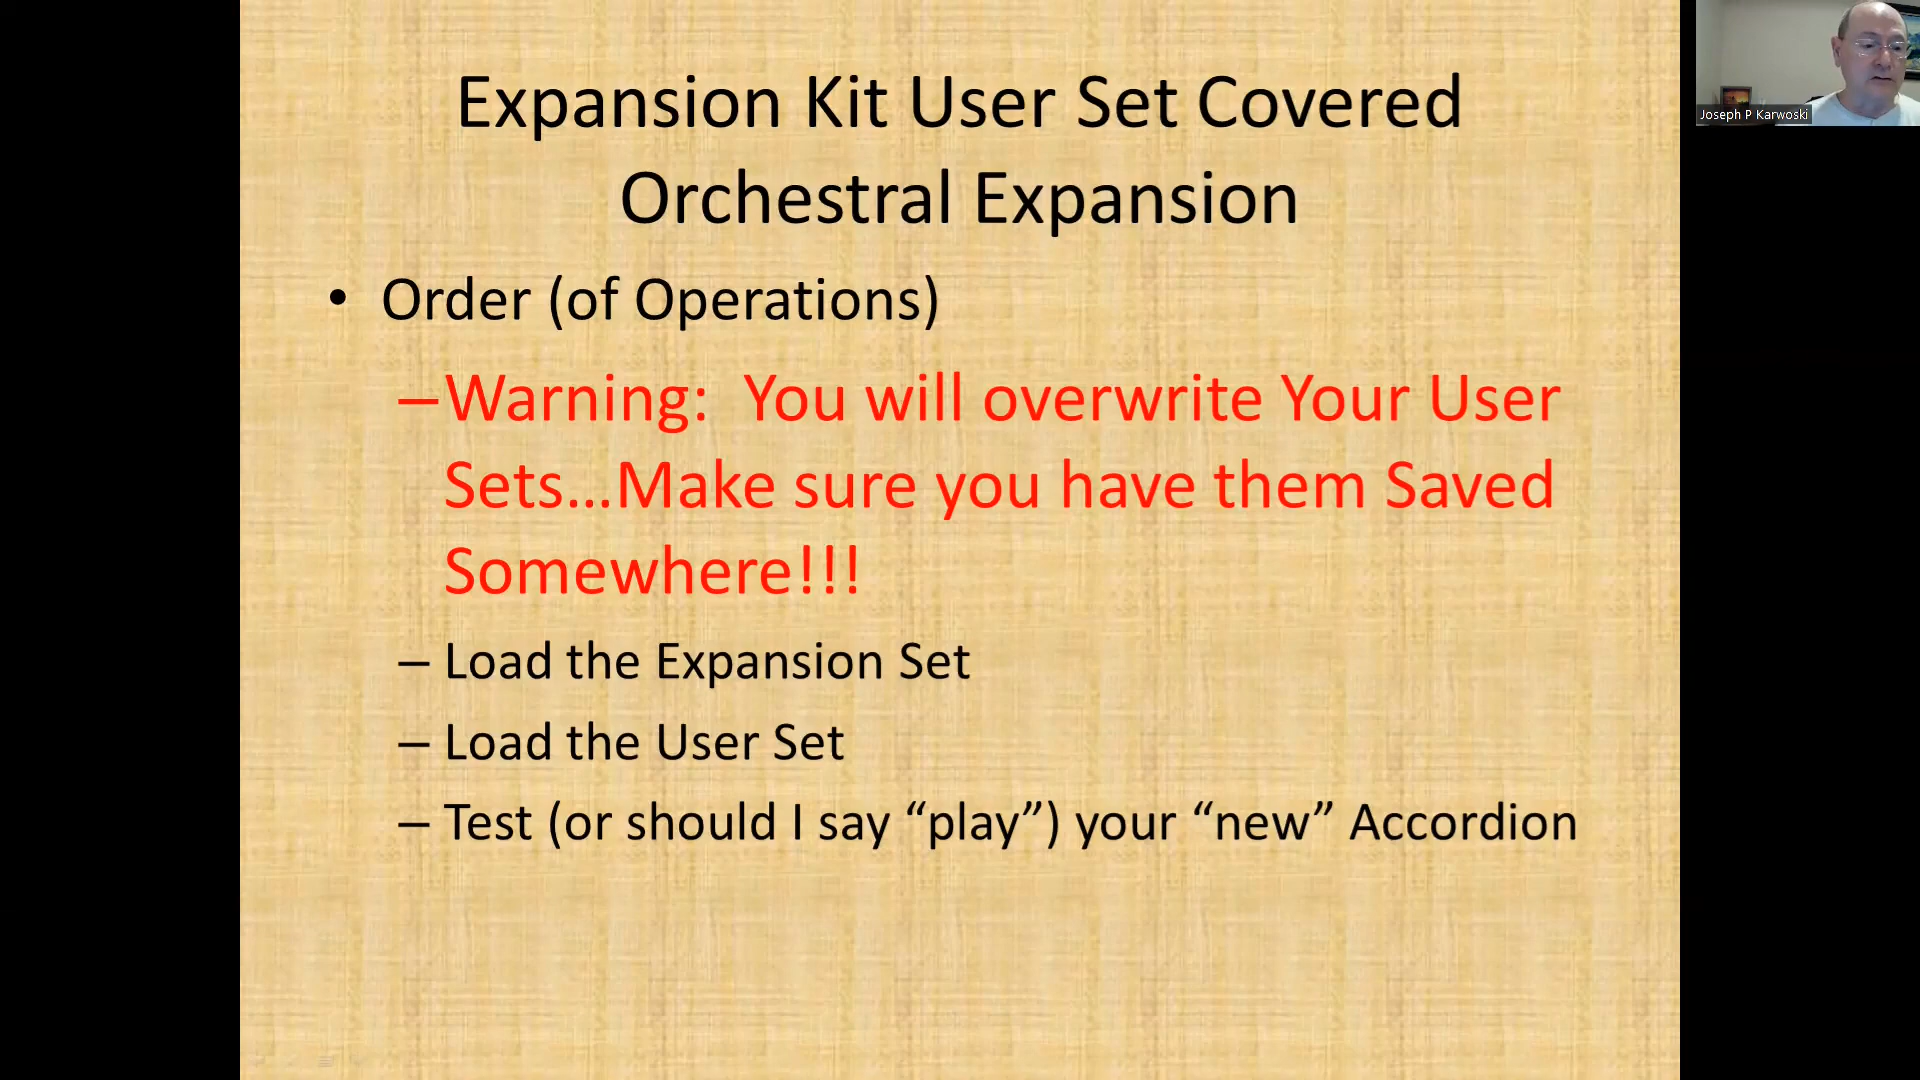 Expansion Kit User Set Covered
Orchestral Expansion
• Order (of Operations)
–Warning:  You will overwrite Your User
Sets…Make sure you have them Saved
Somewhere!!!
– Load the Expansion Set
– Load the User Set
– Test (or should I say “play”) your “new” Accordion
Joseph P Karwoski